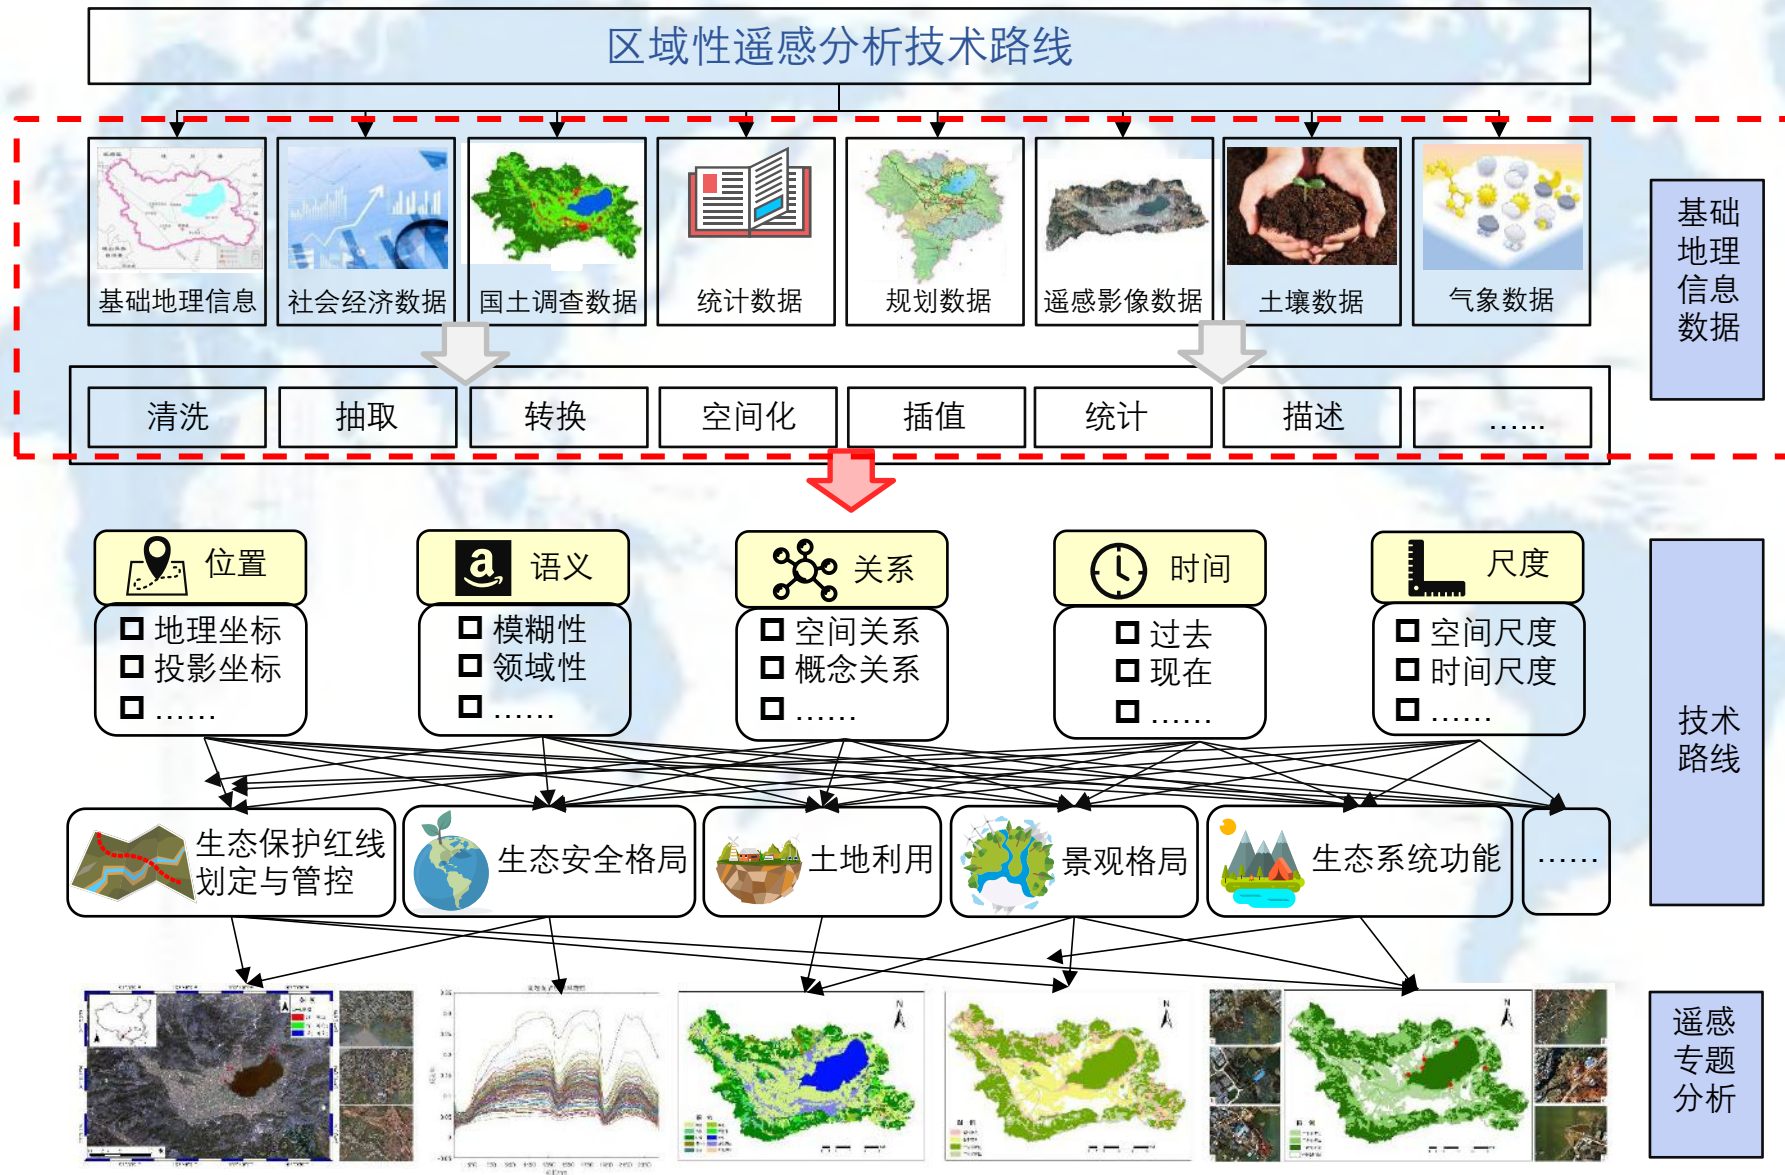 区域性遥感分析技术路线
基础地理信息
社会经济数据
国土调查数据
统计数据
规划数据
遥感影像数据
土壤数据
气象数据
基础
地理
信息
数据
清洗
抽取
转换
空间化
插值
统计
描述
……
位置
语义
关系
时间
尺度
地理坐标
投影坐标
……
模糊性
领域性
……
空间关系
概念关系
……
过去
现在
……
空间尺度
时间尺度
……
技术
路线
生态保护红线
划定与管控
生态安全格局
土地利用
景观格局
生态系统功能
……
遥感
专题
分析
N
N
N